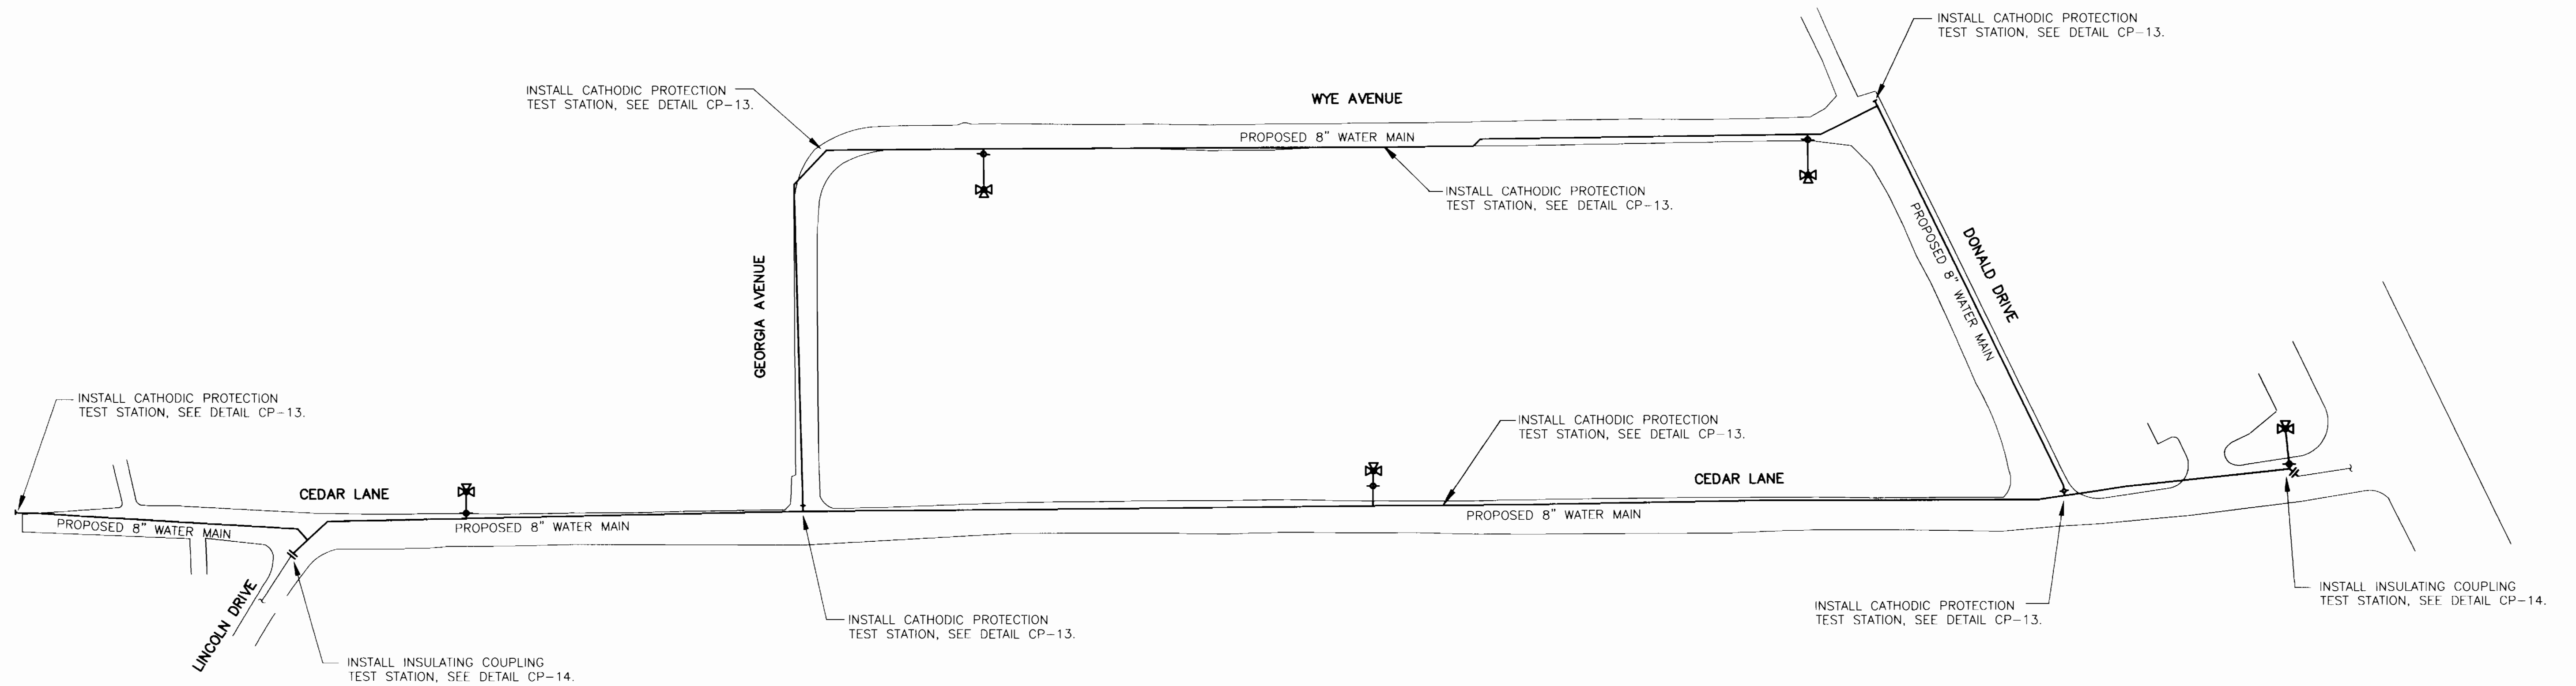 INSTALL CATHODIC PROTECTION
TEST STATION, SEE DETAIL CP-13.
INSTALL CATHODIC PROTECTION
TEST STATION, SEE DETAIL CP-13.
WYE AVENUE
PROPOSED 8" WATER MAIN
INSTALL CATHODIC PROTECTION
TEST STATION, SEE DETAIL CP-13.
GEORGIA AVENUE
PROPOSED 8" WATER MAIN
DONALD DRIVE
INSTALL CATHODIC PROTECTION
TEST STATION, SEE DETAIL CP-13.
INSTALL CATHODIC PROTECTION
TEST STATION, SEE DETAIL CP-13.
CEDAR LANE
CEDAR LANE
PROPOSED 8" WATER MAIN
PROPOSED 8" WATER MAIN
PROPOSED 8" WATER MAIN
LINCOLN DRIVE
INSTALL INSULATING COUPLING
TEST STATION, SEE DETAIL CP-14.
INSTALL CATHODIC PROTECTION
TEST STATION, SEE DETAIL CP-13.
INSTALL CATHODIC PROTECTION
TEST STATION, SEE DETAIL CP-13.
INSTALL INSULATING COUPLING
TEST STATION, SEE DETAIL CP-14.